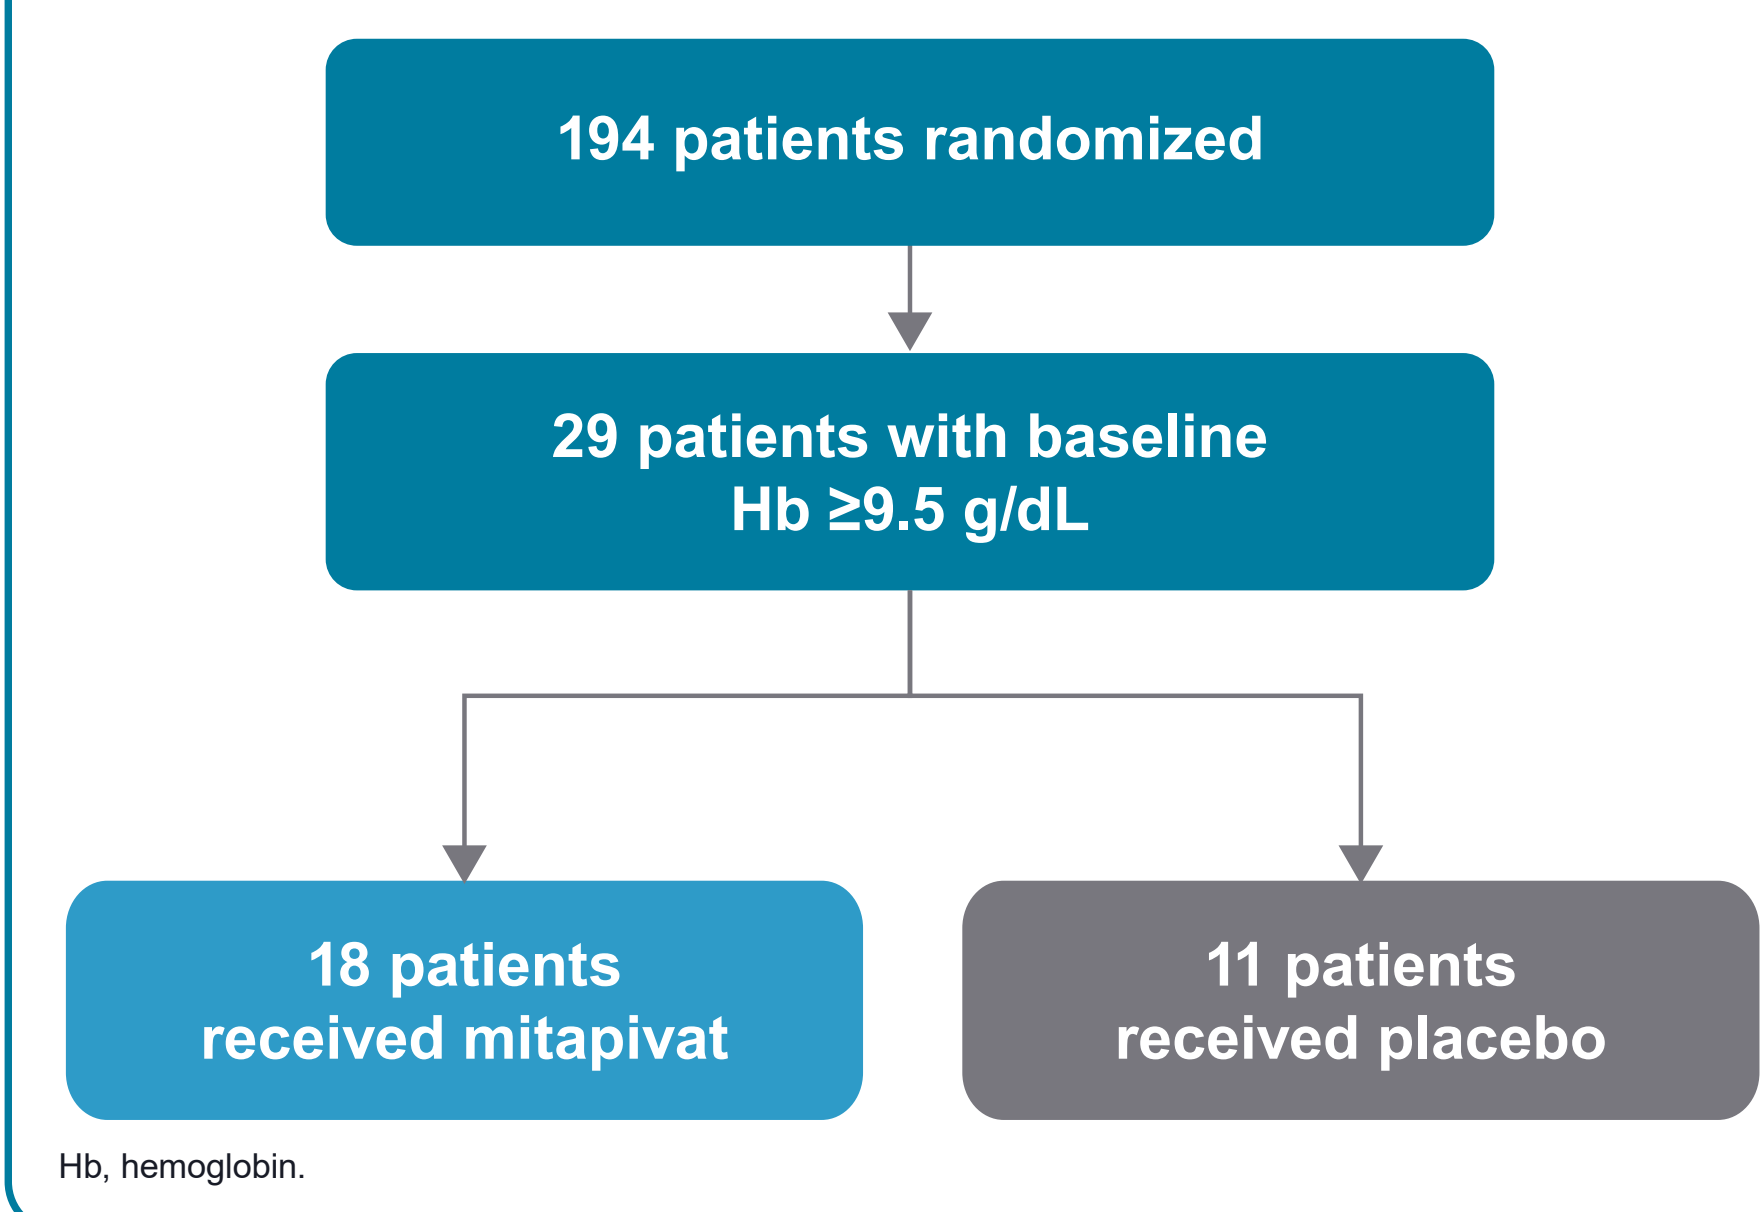 194 patients randomized
29 patients with baseline
Hb ≥9.5 g/dL
18 patients
received mitapivat
11 patients
received placebo
Hb, hemoglobin.